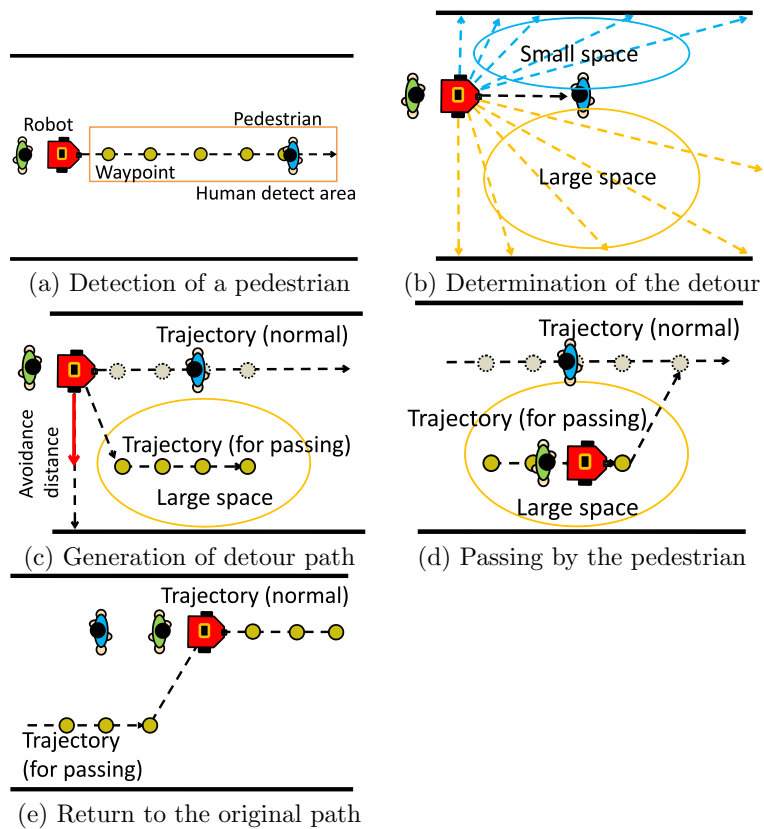 Robot
Pedestrian
Waypoint
Human detect area
(a) Detection of a pedestrian
Small space
Large space
(b) Determination of the detour
Trajectory (normal)
Avoidance
distance
Trajectory (for passing)
Large space
(c) Generation of detour path
Trajectory (normal)
Trajectory (for passing)
Large space
(d) Passing by the pedestrian
Trajectory (normal)
Trajectory
(for passing)
(e) Return to the original path